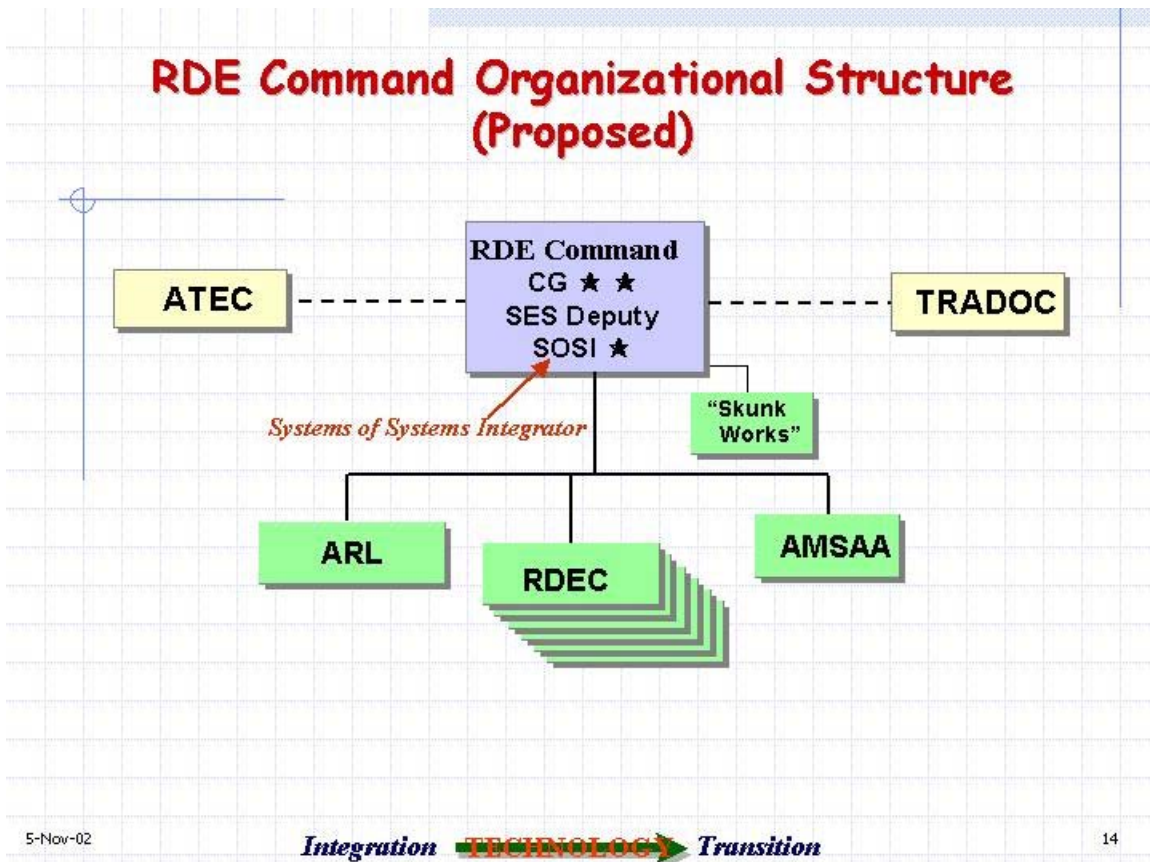 RDE Command Organizational Structure
(Proposed)
RDE Command
CG ★ ★
SES Deputy
SOSI ★
ATEC
TRADOC
Systems of Systems Integrator
“Skunk
Works”
ARL
RDEC
AMSAA
5-Nov-02
Integration TECHNOLOGY Transition
14